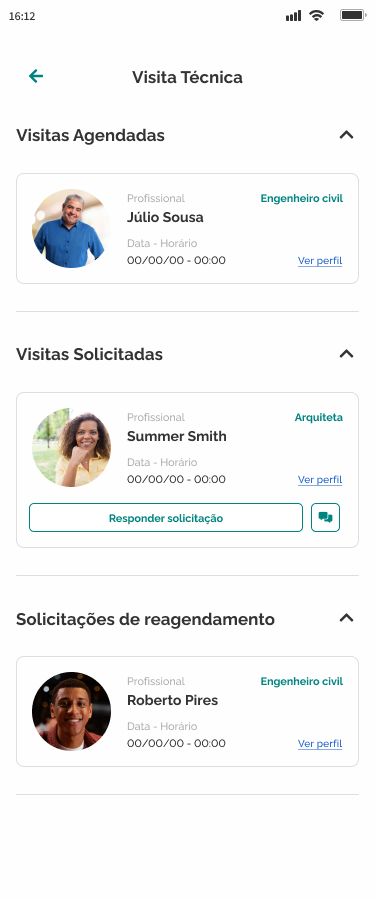 16:12
Visita Técnica
Visitas Agendadas
Profissional
Engenheiro civil
Júlio Sousa
Data - Horário
00/00/00 - 00:00
Ver perfil
Visitas Solicitadas
Profissional
Arquiteta
Summer Smith
Data - Horário
00/00/00 - 00:00
Ver perfil
Responder solicitação
Solicitações de reagendamento
Profissional
Engenheiro civil
Roberto Pires
Data - Horário
00/00/00 - 00:00
Ver perfil